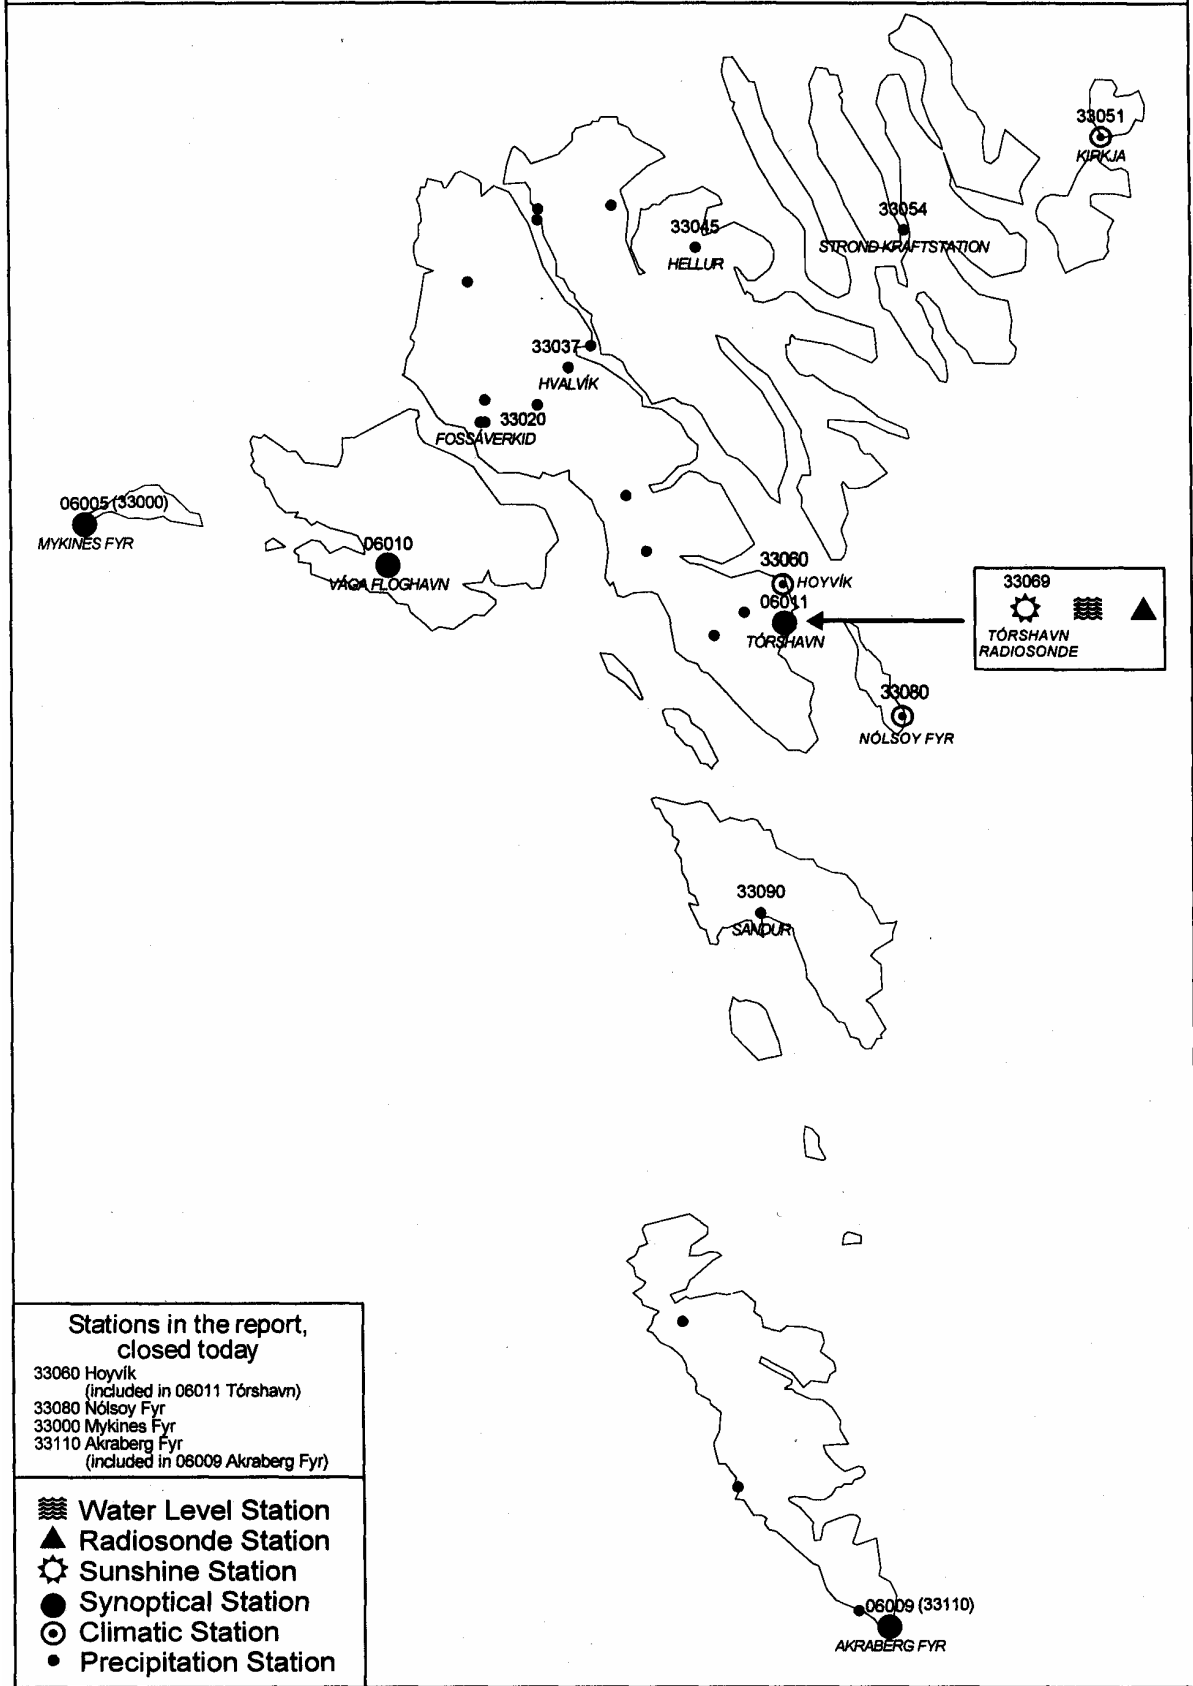 33051
KIRKJA
33054
STROND KRAFTSTATION
33045
HELLUR
33037
HVALVÍK
33020
FOSSÁVERKID
06005 (33000)
MYKINES FYR
06010
VÁGA FLOGHAVN
33060
HOYVÍK
06011
TÓRSHAVN
33069
TÓRSHAVN
RADIOSONDE
33080
NÓLSOY FYR
33090
SANDUR
06009 (33110)
AKRABERG FYR
Stations in the report,
closed today
33060 Hoyvík
(included in 06011 Tórshavn)
33080 Nólsoy Fyr
33000 Mykines Fyr
33110 Akraberg Fyr
(included in 06009 Akraberg Fyr)
Water Level Station
Radiosonde Station
Sunshine Station
Synoptical Station
Climatic Station
Precipitation Station